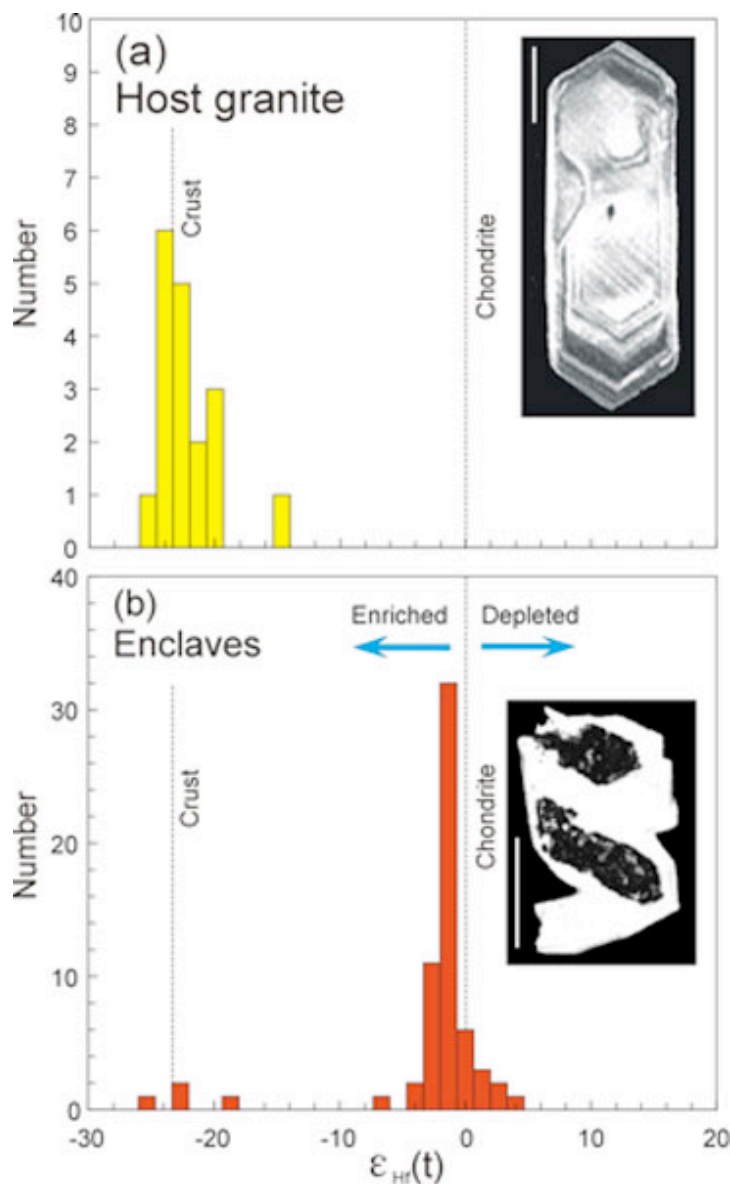 10
9
8
7
6
5
4
3
2
1
0
Number
(a)
Host granite
Crust
Chondrite
40
30
20
10
0
Number
(b)
Enclaves
Enriched
Depleted
Crust
Chondrite
-30
-20
-10
0
10
20
ε Hf(t)